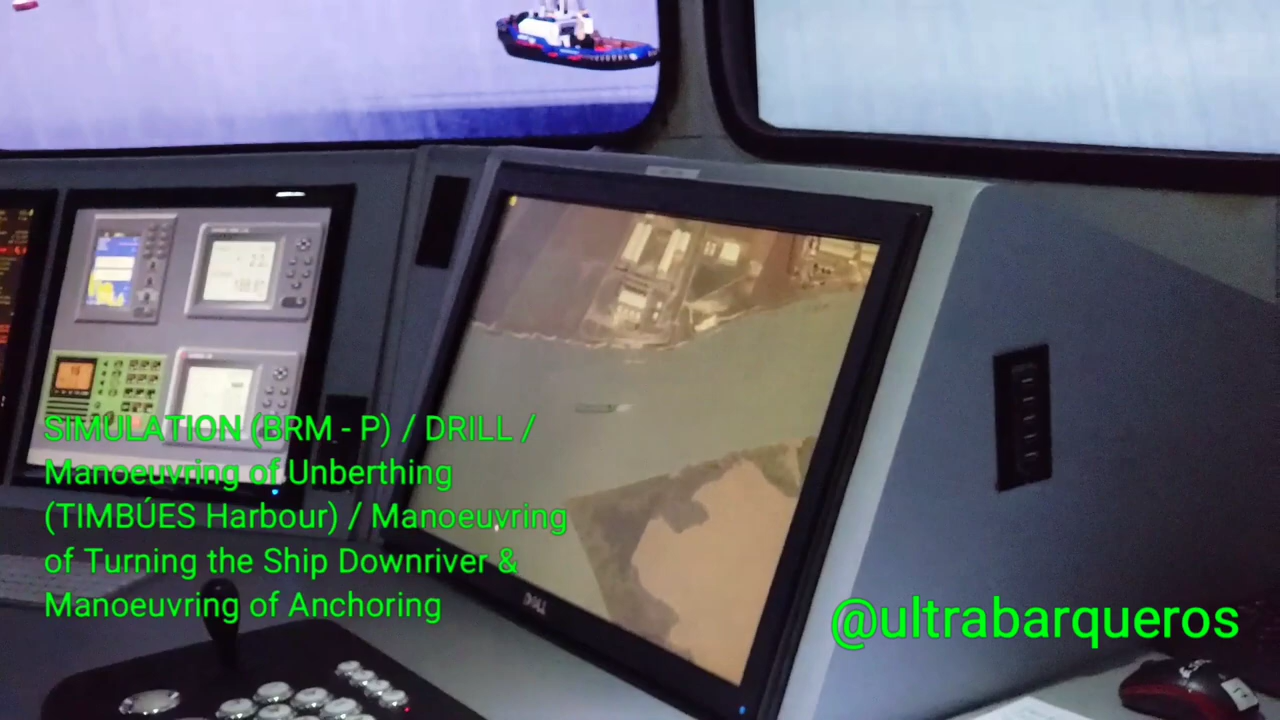 SIMULATION (BRM - P) / DRILL /
Manoeuvring of Unberthing
(TIMBÚES Harbour) / Manoeuvring
of Turning the Ship Downriver &
Manoeuvring of Anchoring
@ultrabarqueros
DELL